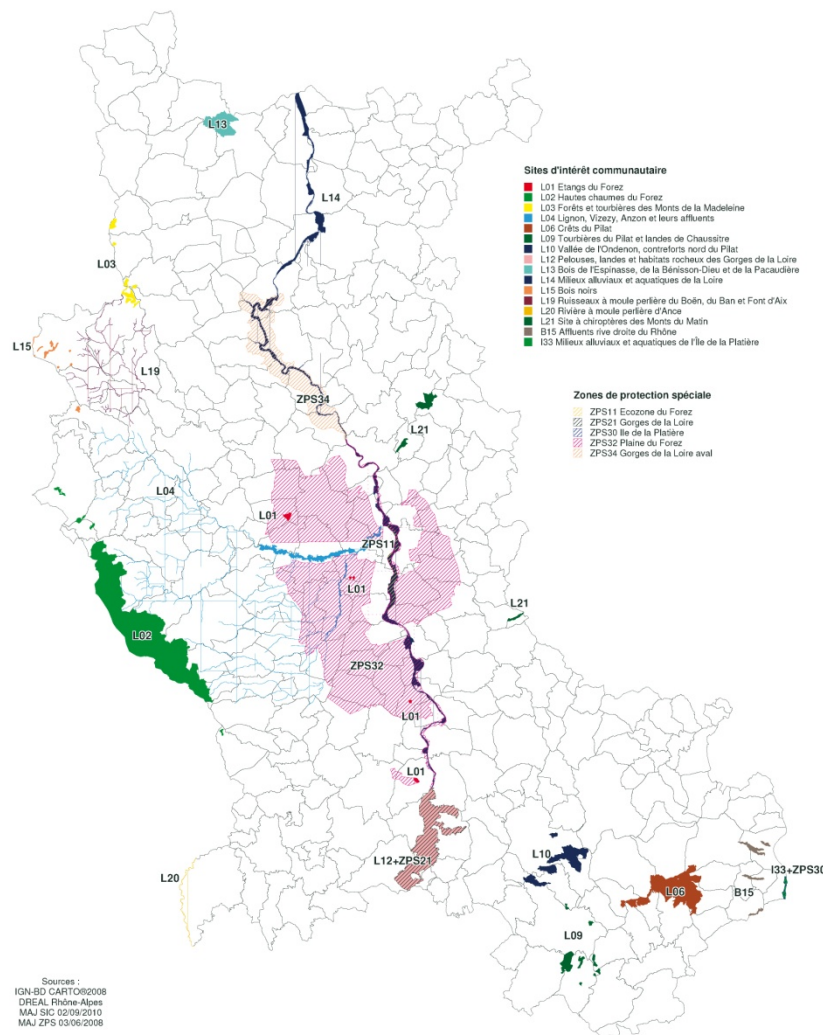 L13
L14
Sites d'intérêt communautaire
L01 Etangs du Forez
L02 Hautes chaumes du Forez
L03 Forêts et tourbières des Monts de la Madeleine
L04 Lignon, Vizezy, Anzon et leurs affluents
L06 Crêts du Pilat
L09 Tourbières du Pilat et landes de Chaussitre
L10 Vallée de l'Ondenon, contreforts nord du Pilat
L12 Pelouses, landes et habitats rocheux des Gorges de la Loire
L13 Bois de l'Espinasse, de la Bénisson-Dieu et de la Pacaudière
L14 Milieux alluviaux et aquatiques de la Loire
L15 Bois noirs
L19 Ruisseaux à moule perlière du Boën, du Ban et Font d'Aix
L20 Rivière à moule perlière d'Ance
L21 Site à chiroptères des Monts du Matin
B15 Affluents rive droite du Rhône
I33 Milieux alluviaux et aquatiques de l'Île de la Platière
L03
L15
L19
ZPS34
L21
Zones de protection spéciale
ZPS11 Ecozone du Forez
ZPS21 Gorges de la Loire
ZPS30 Ile de la Platière
ZPS32 Plaine du Forez
ZPS34 Gorges de la Loire aval
L04
L01
ZPS11
L01
L21
L02
ZPS32
L01
L01
L12+ZPS21
L10
L20
I33+ZPS30
L06
B15
L09
Sources :
IGN-BD CARTO®2008
DREAL Rhône-Alpes
MAJ SIC 02/09/2010
MAJ ZPS 03/06/2008